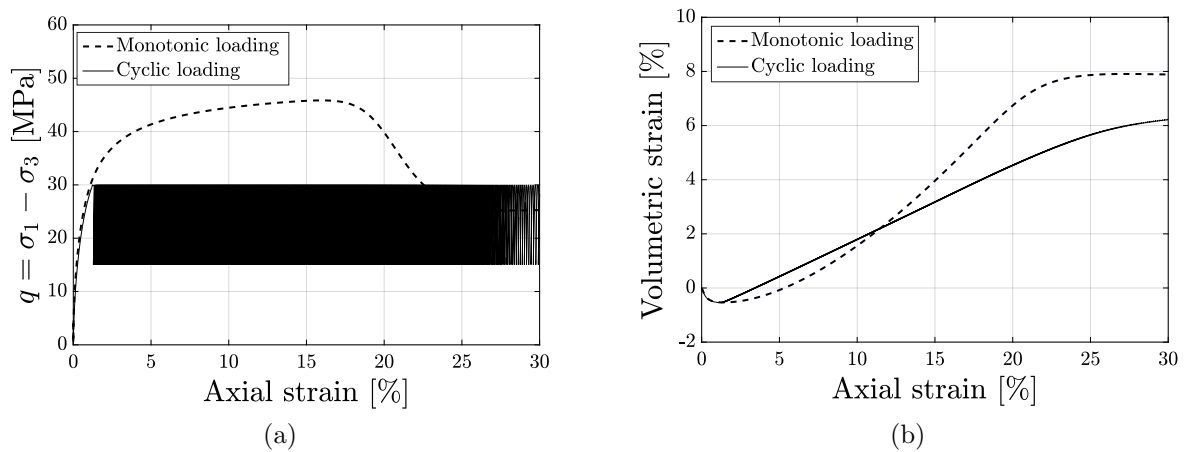 60
50
40
30
20
10
0
0 5 10 15 20 25 30
q = σ₁ − σ₃ [MPa]
Monotonic loading
Cyclic loading
Axial strain [%]
(a)
10
8
6
4
2
0
-2
0 5 10 15 20 25 30
Volumetric strain [%]
Monotonic loading
Cyclic loading
Axial strain [%]
(b)